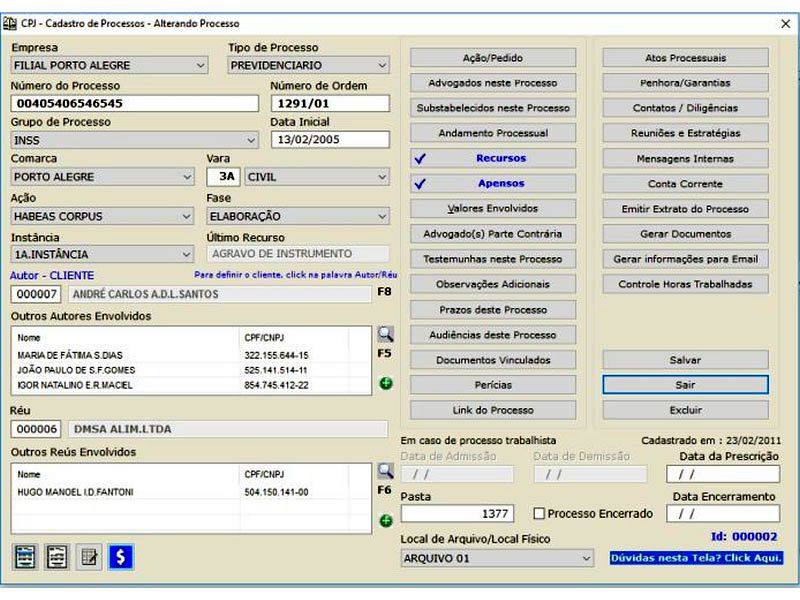 CPJ - Cadastro de Processos - Alterando Processo
Empresa
Tipo de Processo
FILIAL PORTO ALEGRE
PREVIDENCIARIO
Número do Processo
Número de Ordem
00405406546545
1291/01
Grupo de Processo
Data Inicial
INSS
13/02/2005
Comarca
Vara
PORTO ALEGRE
3A
CIVIL
Ação
Fase
HABEAS CORPUS
ELABORAÇÃO
Instância
Último Recurso
1A.INSTÂNCIA
AGRAVO DE INSTRUMENTO
Autor - CLIENTE
Para definir o cliente, click na palavra Autor/Réu
000007
ANDRÉ CARLOS A.D.L.SANTOS
F8
Outros Autores Envolvidos
Nome
CPF/CNPJ
MARIA DE FÁTIMA S.DIAS
322.155.644-15
F5
JOÃO PAULO DE S.F.GOMES
525.141.514-11
IGOR NATALINO E.R.MACIEL
854.745.412-22
Réu
000006
DMSA ALIM.LTDA
Outros Reús Envolvidos
Nome
CPF/CNPJ
HUGO MANOEL I.D.FANTONI
504.150.141-00
F6
$
Ação/Pedido
Advogados neste Processo
Substabelecidos neste Processo
Andamento Processual
Recursos
Apensos
Valores Envolvidos
Advogado(s) Parte Contrária
Testemunhas neste Processo
Observações Adicionais
Prazos deste Processo
Audiências deste Processo
Documentos Vinculados
Perícias
Link do Processo
Atos Processuais
Penhora/Garantias
Contatos / Diligências
Reuniões e Estratégias
Mensagens Internas
Conta Corrente
Emitir Extrato do Processo
Gerar Documentos
Gerar informações para Email
Controle Horas Trabalhadas
Salvar
Sair
Excluir
Em caso de processo trabalhista
Cadastrado em : 23/02/2011
Data de Admissão
Data de Demissão
Data da Prescrição
/ /
/ /
/ /
Pasta
Data Encerramento
1377
Processo Encerrado
/ /
Local de Arquivo/Local Físico
Id: 000002
ARQUIVO 01
Dúvidas nesta Tela? Click Aqui.